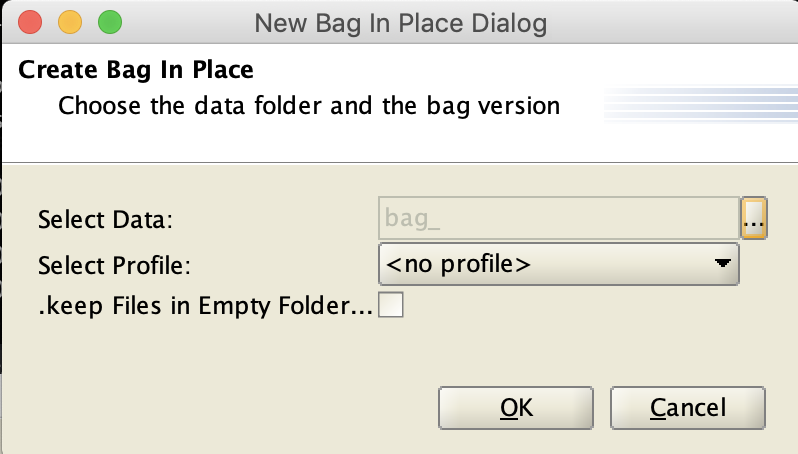 New Bag In Place Dialog
Create Bag In Place
Choose the data folder and the bag version
Select Data: bag_ ...
Select Profile: <no profile>
.keep Files in Empty Folder...
OK Cancel